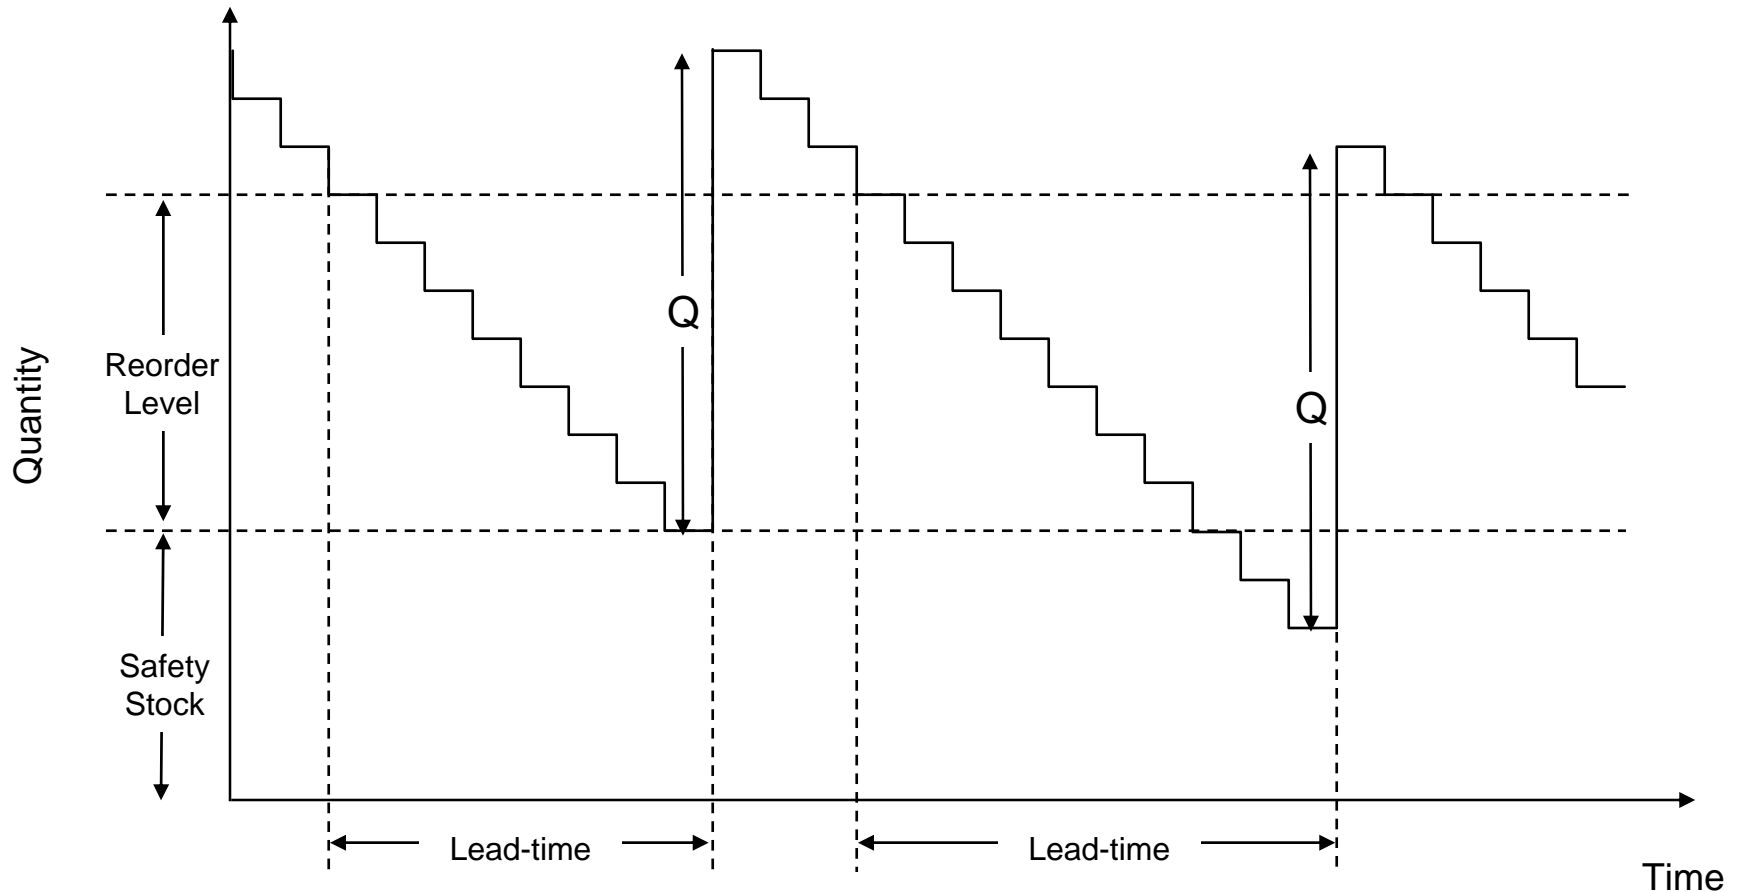 Quantity
Reorder
Level
Safety
Stock
Q
Q
Lead-time
Lead-time
Time